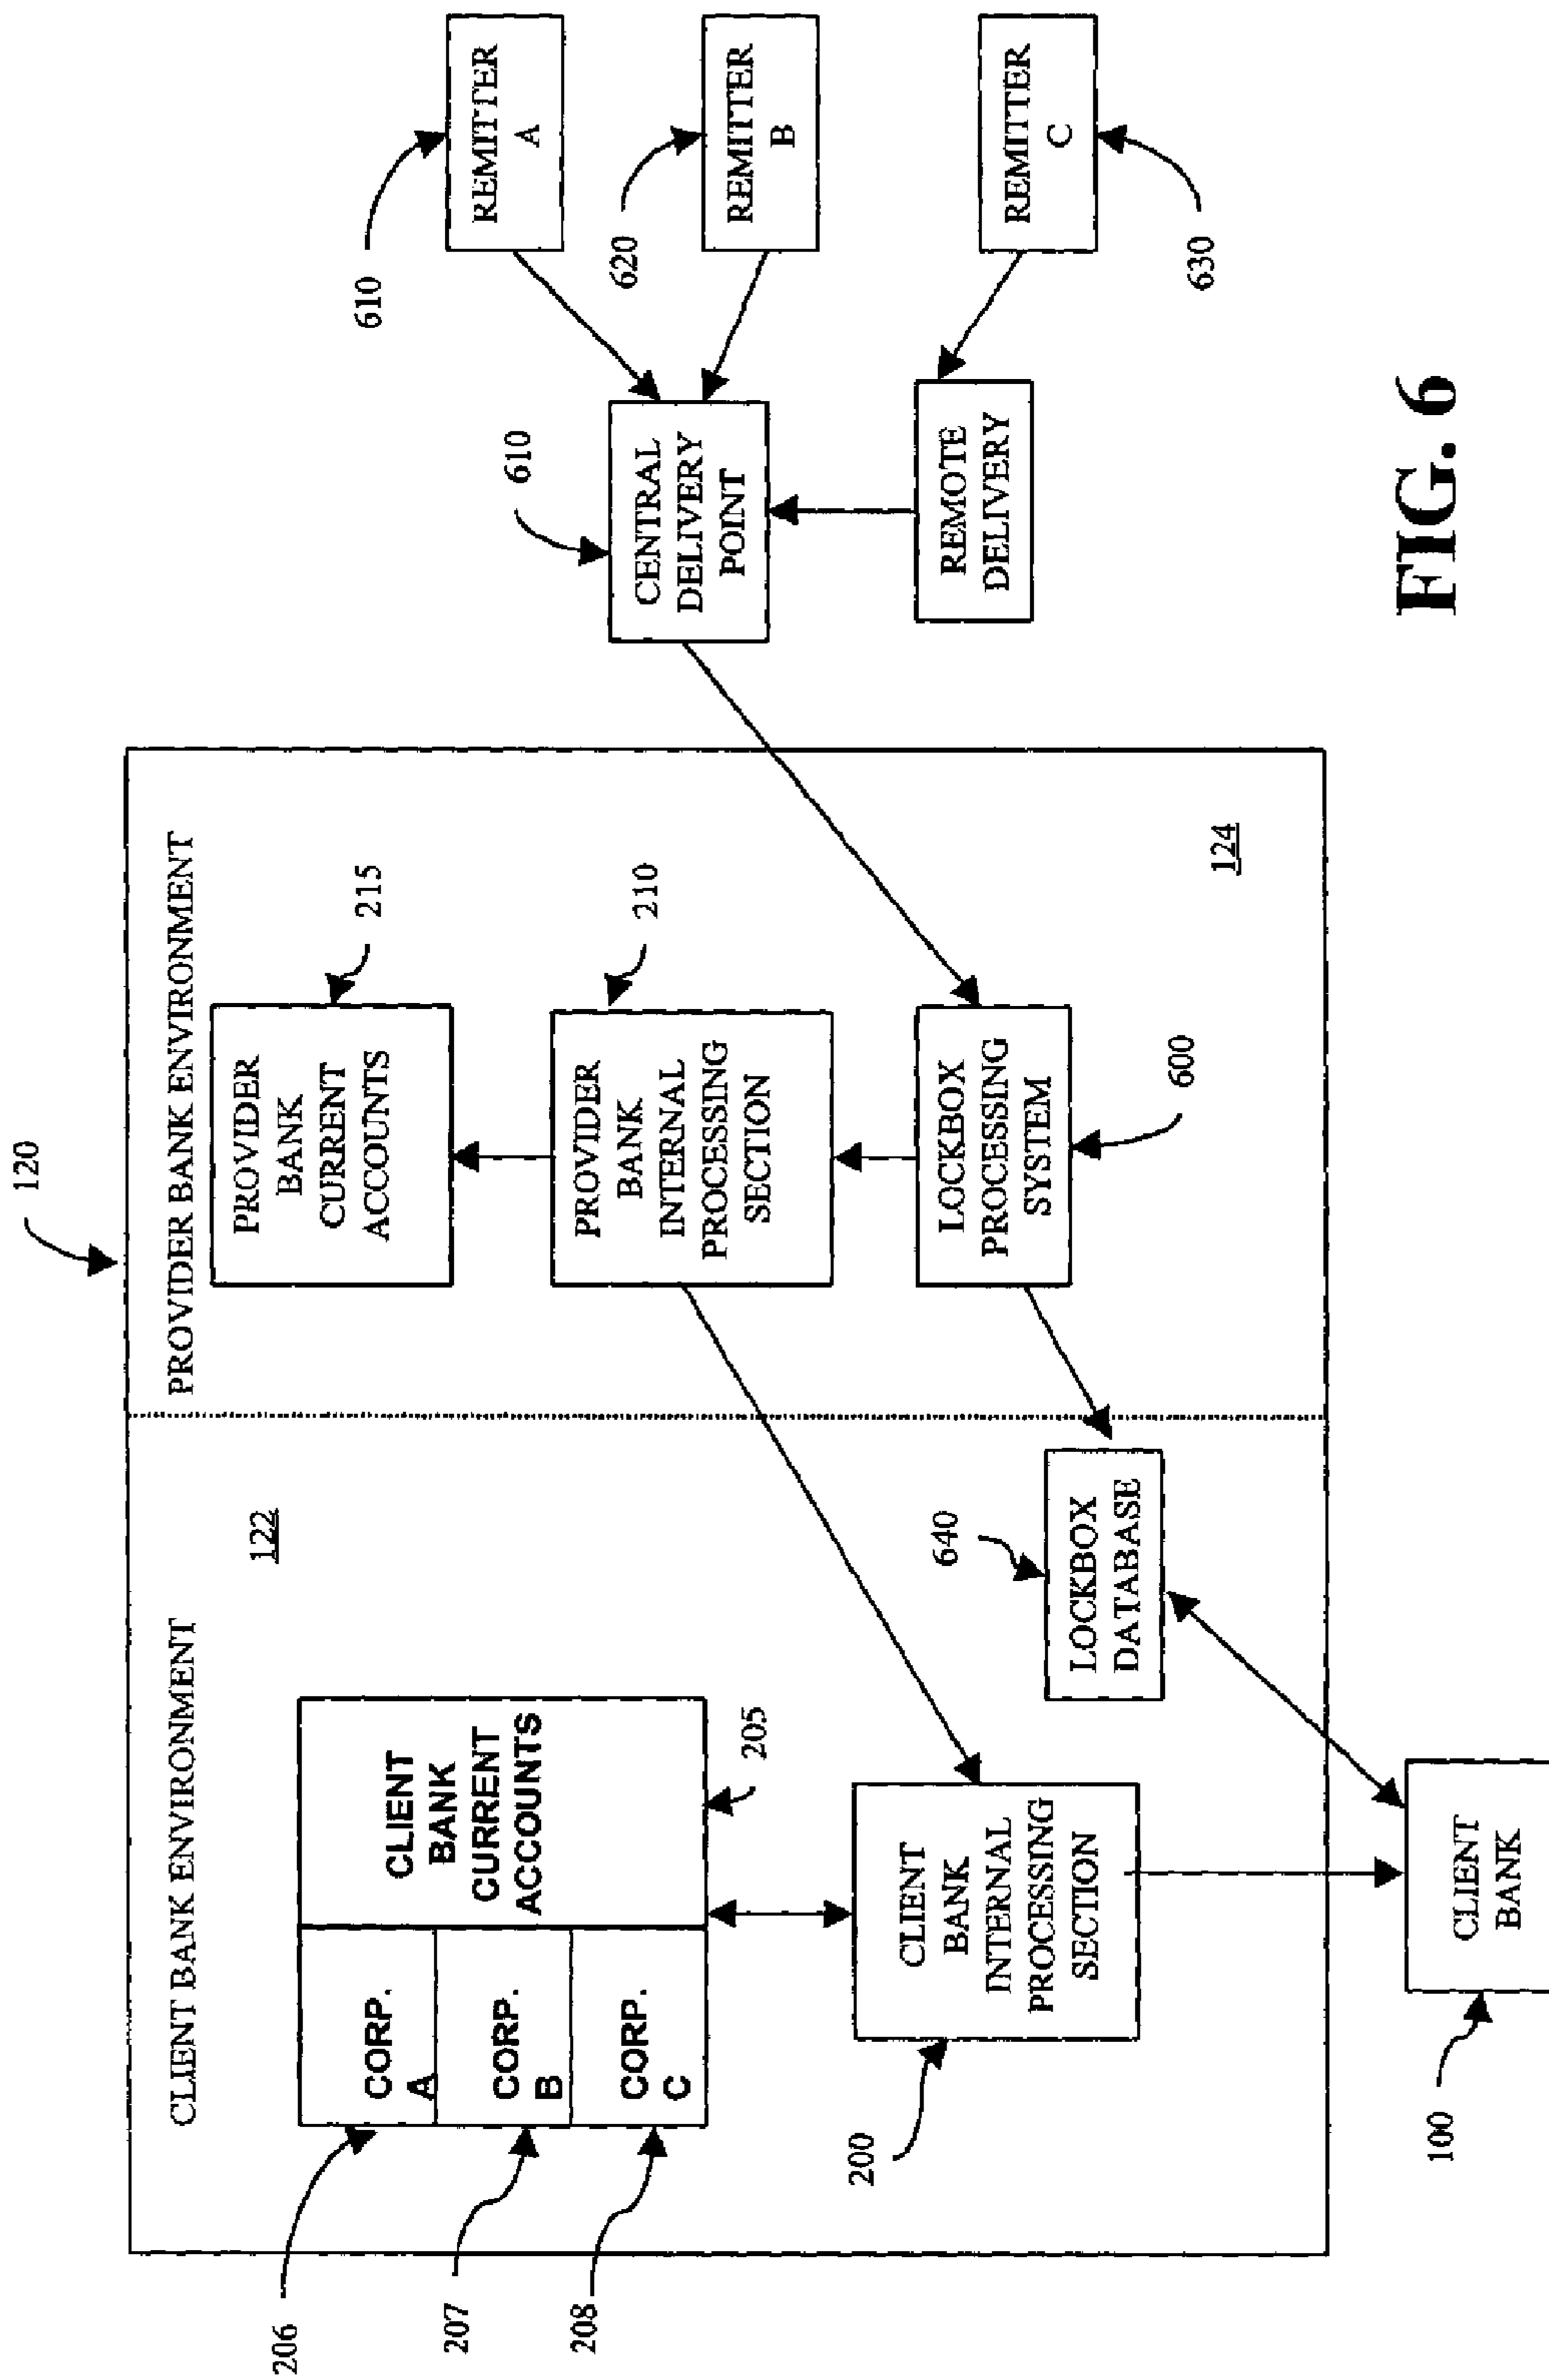 120
CLIENT BANK ENVIRONMENT
PROVIDER BANK ENVIRONMENT
122
206
207
208
CORP.
A
CORP.
B
CORP.
C
CLIENT
BANK
CURRENT
ACCOUNTS
205
PROVIDER
BANK
CURRENT
ACCOUNTS
215
PROVIDER
BANK
INTERNAL
PROCESSING
SECTION
210
200
CLIENT
BANK
INTERNAL
PROCESSING
SECTION
640
LOCKBOX
DATABASE
LOCKBOX
PROCESSING
SYSTEM
600
124
100
CLIENT
BANK
610
CENTRAL
DELIVERY
POINT
REMOTE
DELIVERY
610
REMITTER
A
620
REMITTER
B
REMITTER
C
630
FIG. 6